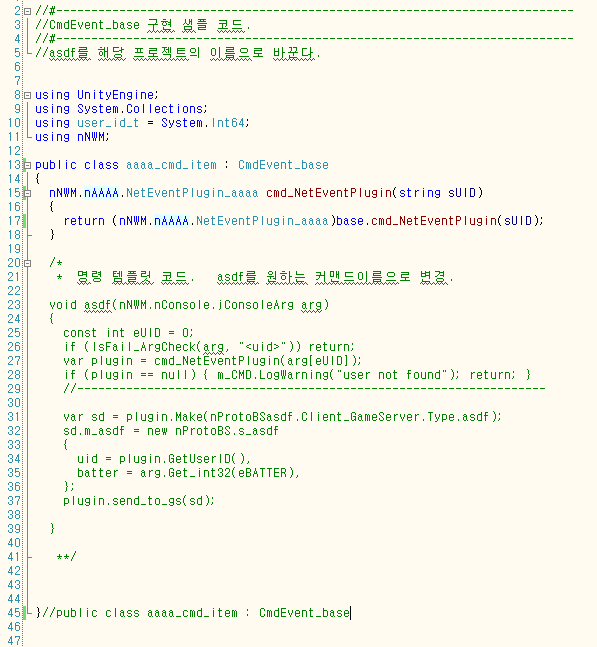 2 //#--------------------------------------------------------------------------
3 //CmdEvent_base 구현 샘플 코드.
4 //#--------------------------------------------------------------------------
5 //asdf를 해당 프로젝트의 이름으로 바꾼다.
6
7
8 using UnityEngine;
9 using System.Collections;
10 using user_id_t = System.Int64;
11 using nNWM;
12
13 public class aaaa_cmd_item : CmdEvent_base
14 {
15 nNWM.nAAAA.NetEventPlugin_aaaa cmd_NetEventPlugin(string sUID)
16 {
17 return (nNWM.nAAAA.NetEventPlugin_aaaa)base.cmd_NetEventPlugin(sUID);
18 }
19
20 /*
21 * 명령 템플릿 코드. asdf를 원하는 커맨드이름으로 변경.
22
23 void asdf(nNWM.nConsole.iConsoleArg arg)
24 {
25 const int eUID = 0;
26 if (IsFail_ArgCheck(arg, "<uid>")) return;
27 var plugin = cmd_NetEventPlugin(arg[eUID]);
28 if (plugin == null) { m_CMD.LogWarning("user not found"); return; }
29 //-------------------------------------------------------------------
30
31 var sd = plugin.Make(nProtoBSasdf.Client_GameServer.Type.asdf);
32 sd.m_asdf = new nProtoBS.s_asdf
33 {
34 uid = plugin.GetUserID(),
35 batter = arg.Get_int32(eBATTER),
36 };
37 plugin.send_to_gs(sd);
38
39 }
40
41 **/
42
43
44
45 }//public class aaaa_cmd_item : CmdEvent_base
46
47